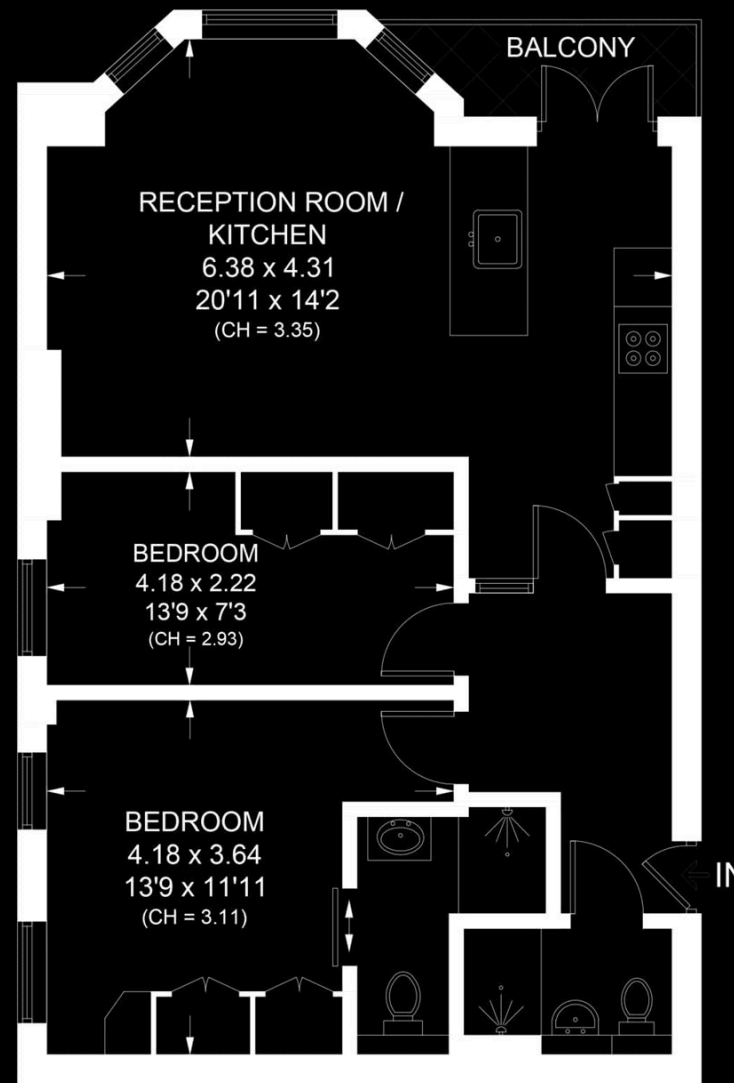 BALCONY
RECEPTION ROOM /
KITCHEN
6.38 x 4.31
20'11 x 14'2
(CH = 3.35)
BEDROOM
4.18 x 2.22
13'9 x 7'3
(CH = 2.93)
BEDROOM
4.18 x 3.64
13'9 x 11'11
(CH = 3.11)
IN